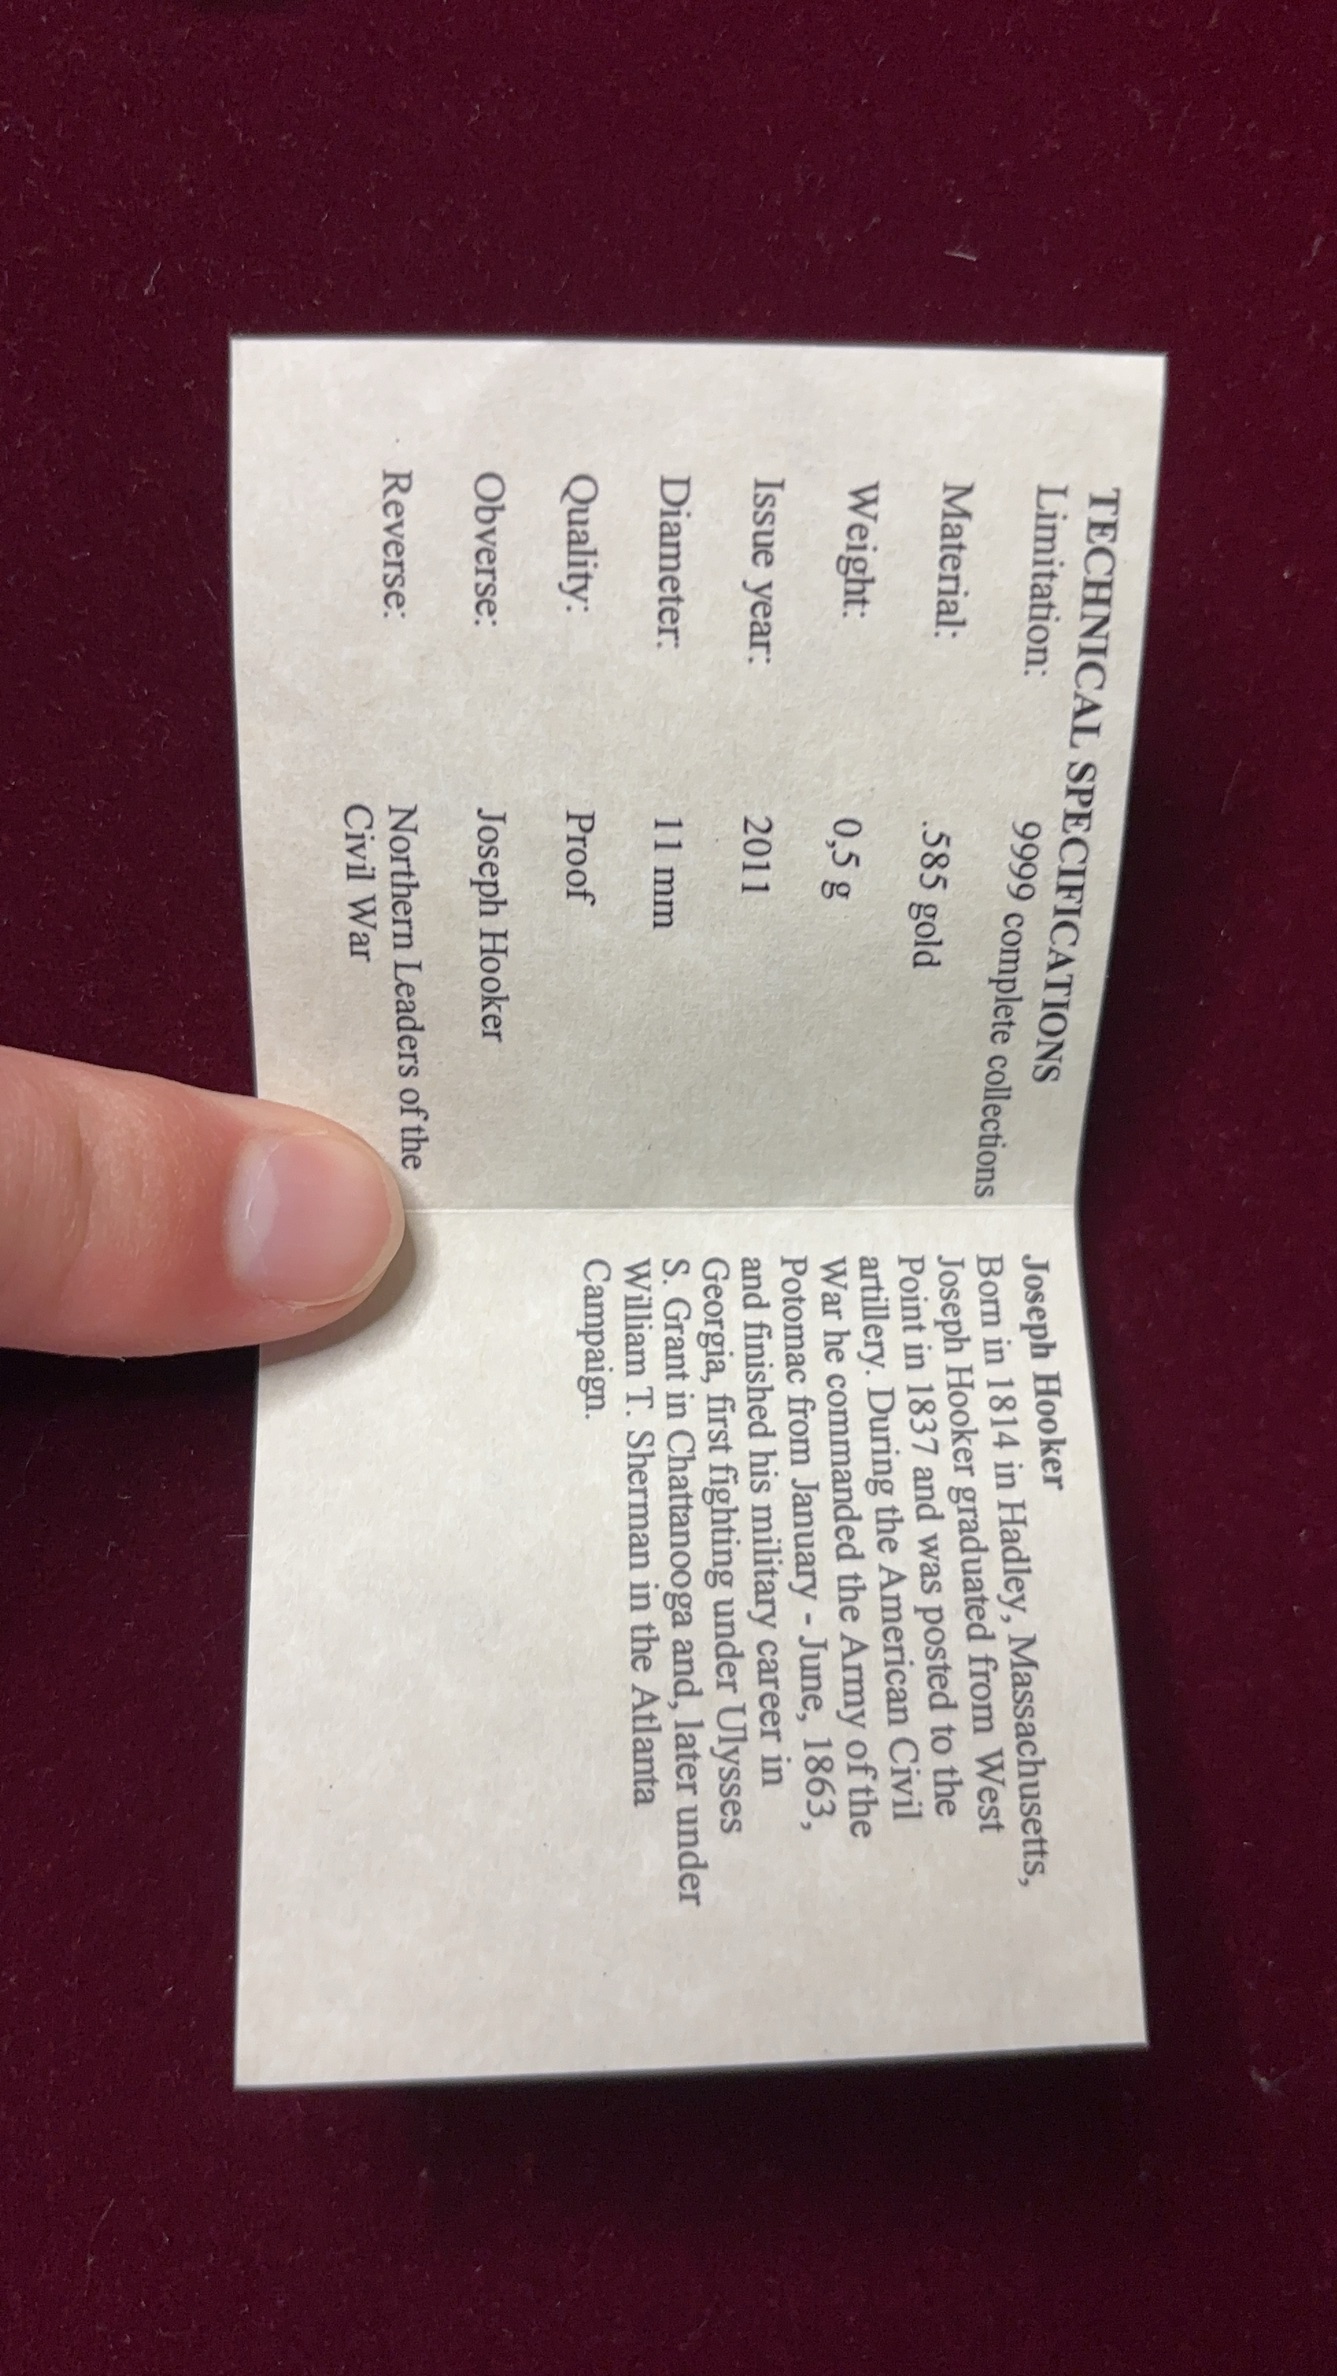 TECHNICAL SPECIFICATIONS
Limitation: 9999 complete collections
Material: .585 gold
Weight: 0,5 g
Issue year: 2011
Diameter: 11 mm
Quality: Proof
Obverse: Joseph Hooker
Reverse: Northern Leaders of the
Civil War
Joseph Hooker
Born in 1814 in Hadley, Massachusetts,
Joseph Hooker graduated from West
Point in 1837 and was posted to the
artillery. During the American Civil
War he commanded the Army of the
Potomac from January - June, 1863,
and finished his military career in
Georgia, first fighting under Ulysses
S. Grant in Chattanooga and, later under
William T. Sherman in the Atlanta
Campaign.